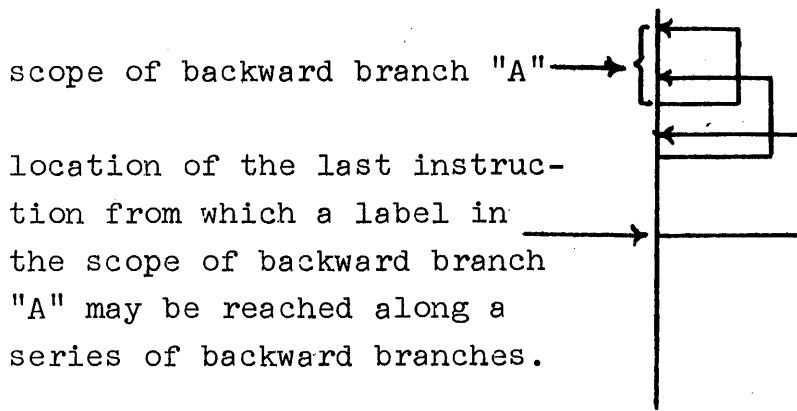 scope of backward branch "A"
location of the last instruc-
tion from which a label in
the scope of backward branch
"A" may be reached along a
series of backward branches.